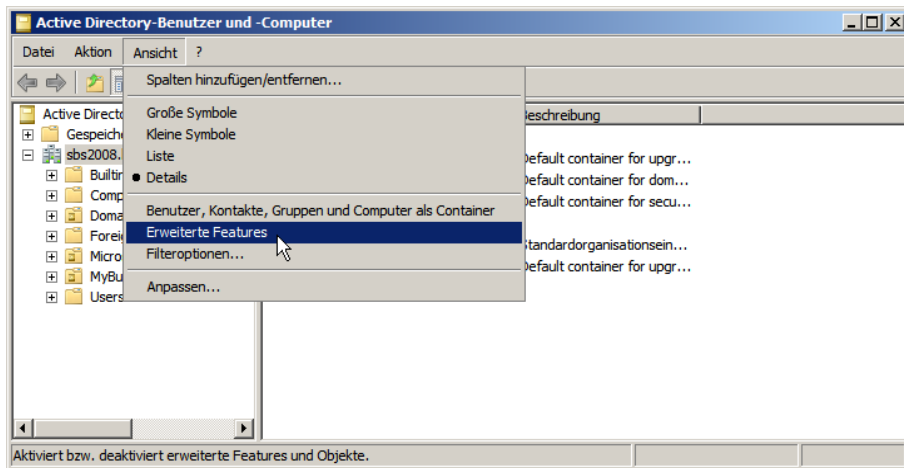 Active Directory-Benutzer und -Computer
Datei Aktion Ansicht ?
Spalten hinzufügen/entfernen...
Große Symbole
Kleine Symbole
Liste
Details
Benutzer, Kontakte, Gruppen und Computer als Container
Erweiterte Features
Filteroptionen...
Anpassen...
Active Directo
Gespeich
sbs2008.
Builtin
Comp
Doma
Forei
Micro
MyBu
Users
Beschreibung
Default container for upgr...
Default container for dom...
Default container for secu...
Standardorganisationsein...
Default container for upgr...
Aktiviert bzw. deaktiviert erweiterte Features und Objekte.